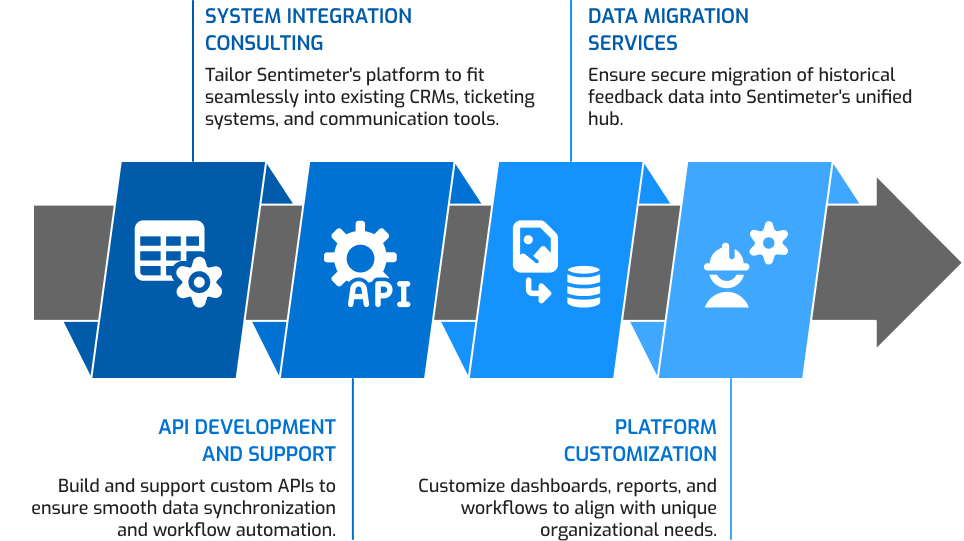 SYSTEM INTEGRATION
CONSULTING
Tailor Sentimeter's platform to fit
seamlessly into existing CRMs, ticketing
systems, and communication tools.
DATA MIGRATION
SERVICES
Ensure secure migration of historical
feedback data into Sentimeter's unified
hub.
API
API DEVELOPMENT
AND SUPPORT
Build and support custom APIs to
ensure smooth data synchronization
and workflow automation.
PLATFORM
CUSTOMIZATION
Customize dashboards, reports, and
workflows to align with unique
organizational needs.